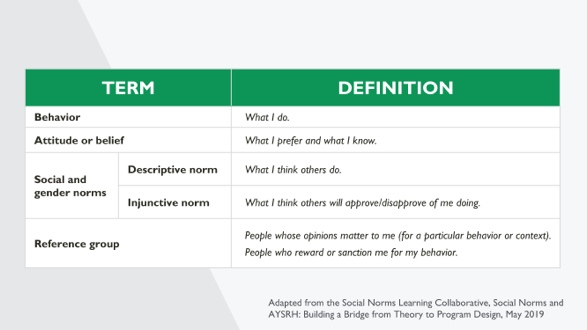 TERM
DEFINITION
Behavior
What I do.
Attitude or belief
What I prefer and what I know.
Social and
gender norms
Descriptive norm
What I think others do.
Injunctive norm
What I think others will approve/disapprove of me doing.
Reference group
People whose opinions matter to me (for a particular behavior or context).
People who reward or sanction me for my behavior.
Adapted from the Social Norms Learning Collaborative, Social Norms and
AYSRH: Building a Bridge from Theory to Program Design, May 2019